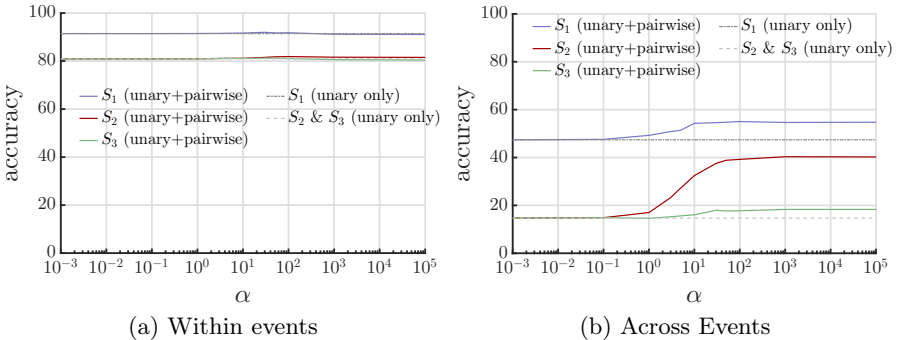 100
80
60
40
20
0
accuracy
S₁ (unary+pairwise)
S₂ (unary+pairwise)
S₃ (unary+pairwise)
S₁ (unary only)
S₂ & S₃ (unary only)
10⁻³ 10⁻² 10⁻¹ 10⁰ 10¹ 10² 10³ 10⁴ 10⁵
α
(a) Within events
100
80
60
40
20
0
accuracy
S₁ (unary+pairwise)
S₂ (unary+pairwise)
S₃ (unary+pairwise)
S₁ (unary only)
S₂ & S₃ (unary only)
10⁻³ 10⁻² 10⁻¹ 10⁰ 10¹ 10² 10³ 10⁴ 10⁵
α
(b) Across Events